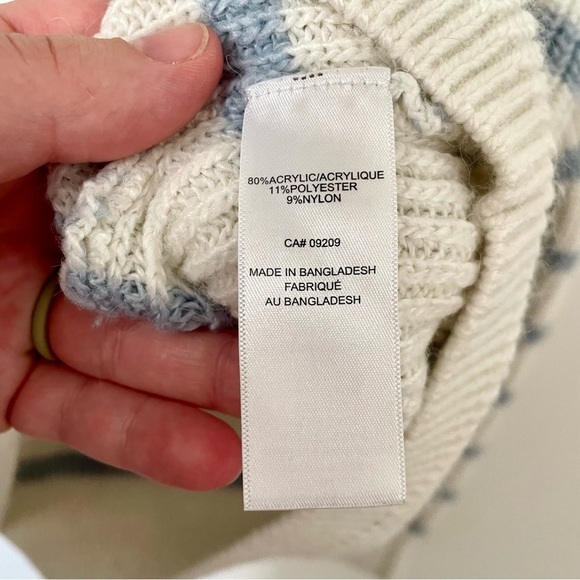 80%ACRYLIC/ACRYLIQUE
11%POLYESTER
9%NYLON
CA# 09209
MADE IN BANGLADESH
FABRIQUÉ
AU BANGLADESH